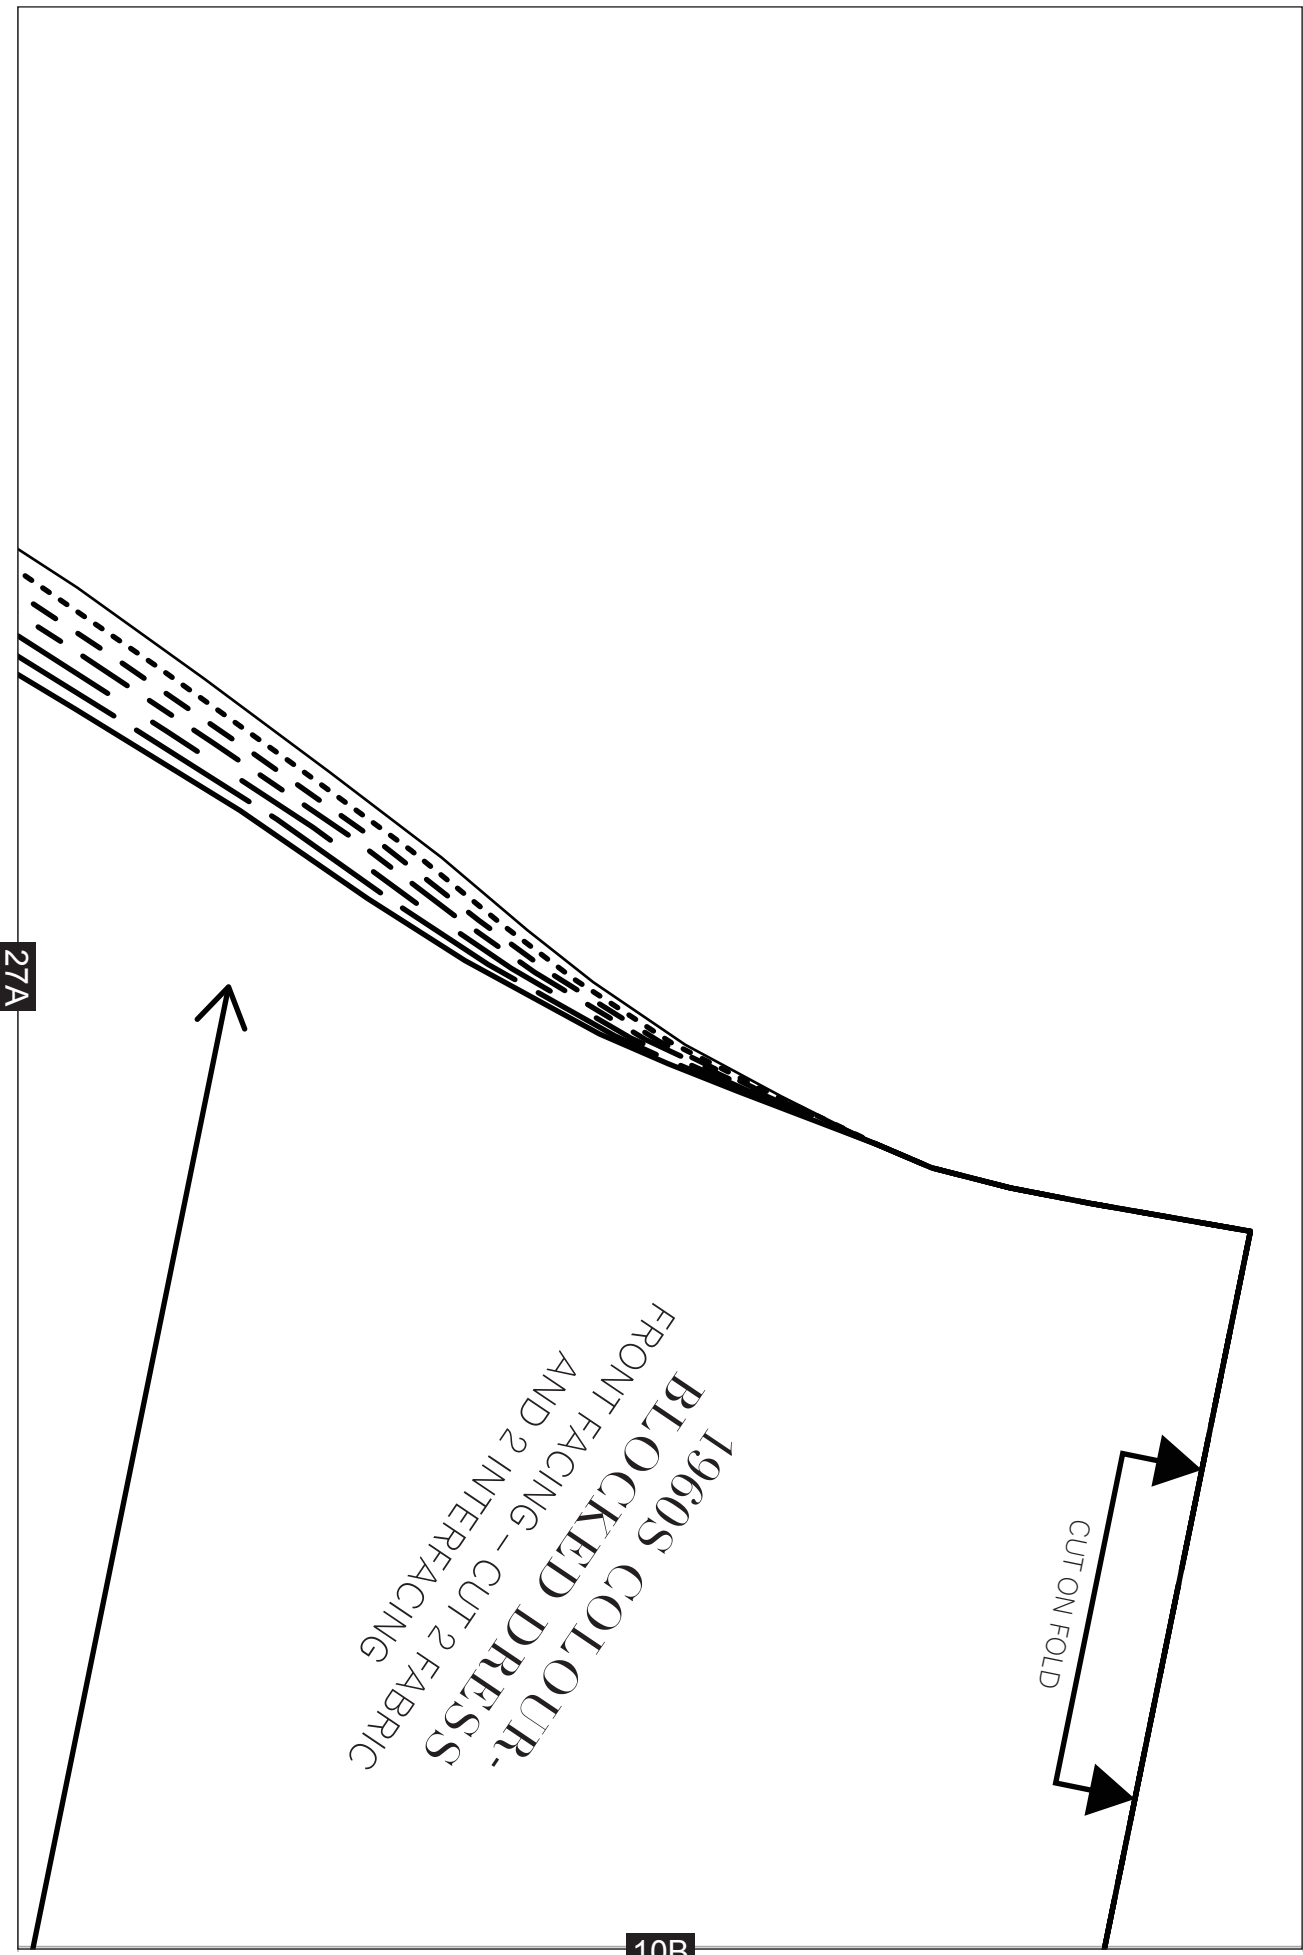 27A
1960S COLOUR-
BLOCKED DRESS
FRONT FACING – CUT 2 FABRIC
AND 2 INTERFACING
CUT ON FOLD
10B